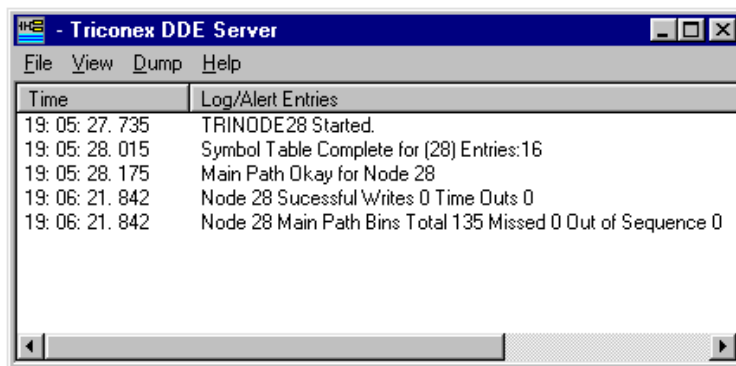 - Triconex DDE Server
File View Dump Help
Time Log/Alert Entries
19: 05: 27. 735 TRINODE28 Started.
19: 05: 28. 015 Symbol Table Complete for (28) Entries:16
19: 05: 28. 175 Main Path Okay for Node 28
19: 06: 21. 842 Node 28 Sucessful Writes 0 Time Outs 0
19: 06: 21. 842 Node 28 Main Path Bins Total 135 Missed 0 Out of Sequence 0